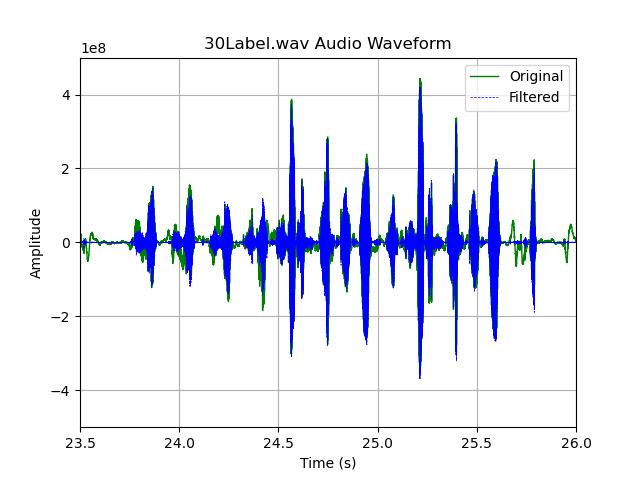 30Label.wav Audio Waveform
1e8
Original
Filtered
4
2
0
−2
−4
Amplitude
23.5 24.0 24.5 25.0 25.5 26.0
Time (s)